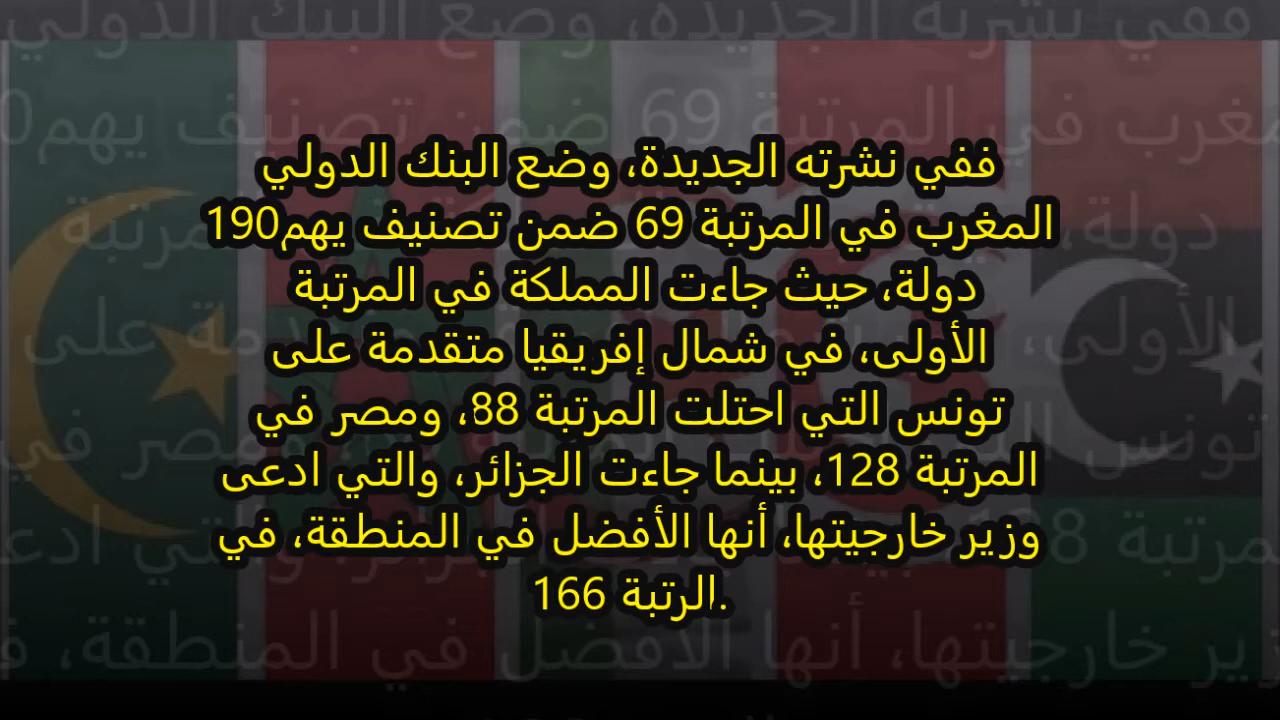 ففي نشرته الجديدة، وضع البنك الدولي
المغرب في المرتبة 69 ضمن تصنيف يهم190
دولة، حيث جاءت المملكة في المرتبة
الأولى، في شمال إفريقيا متقدمة على
تونس التي احتلت المرتبة 88، ومصر في
المرتبة 128، بينما جاءت الجزائر، والتي ادعى
وزير خارجيتها، أنها الأفضل في المنطقة، في
الرتبة 166.